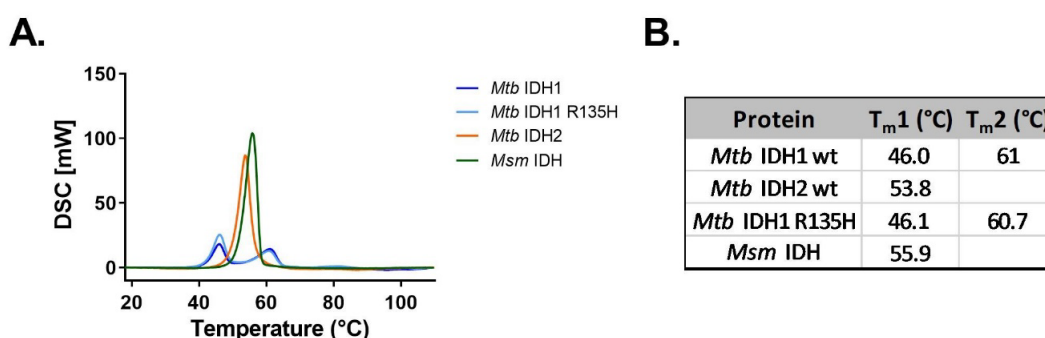 A.
B.
150
100
50
0
DSC [mW]
20 40 60 80 100
Temperature (°C)
Mtb IDH1
Mtb IDH1 R135H
Mtb IDH2
Msm IDH
Protein Tm1 (°C) Tm2 (°C)
Mtb IDH1 wt 46.0 61
Mtb IDH2 wt 53.8
Mtb IDH1 R135H 46.1 60.7
Msm IDH 55.9